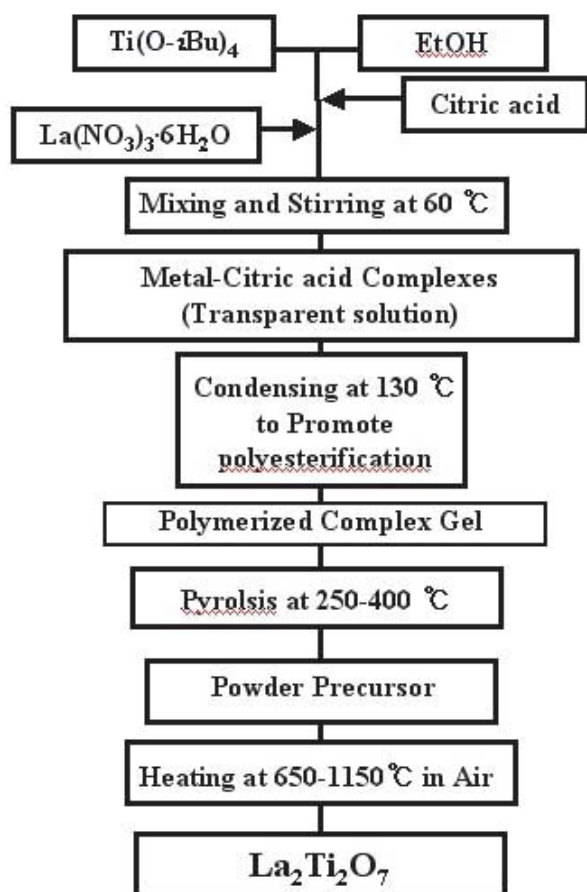 Ti(O-iBu)4
EtOH
Citric acid
La(NO3)3·6H2O
Mixing and Stirring at 60 ℃
Metal-Citric acid Complexes
(Transparent solution)
Condensing at 130 ℃
to Promote
polyesterification
Polymerized Complex Gel
Pyrolsis at 250-400 ℃
Powder Precursor
Heating at 650-1150℃ in Air
La2Ti2O7